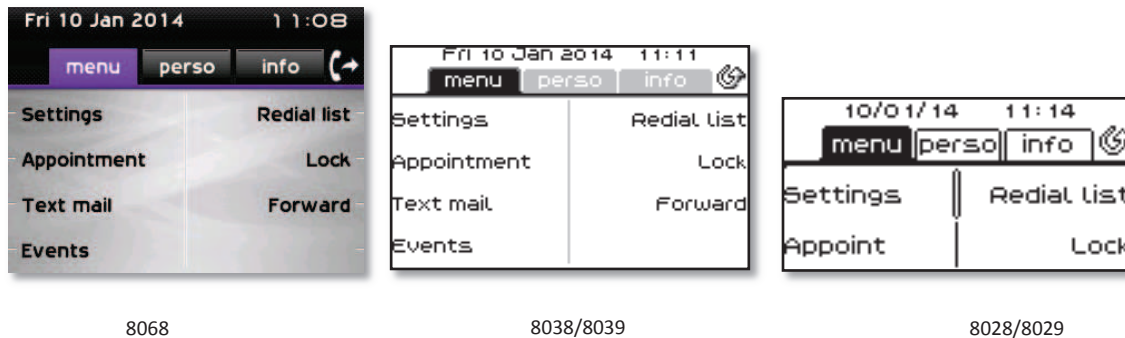 Fri 10 Jan 2014 11:08
menu perso info
Settings Redial list
Appointment Lock
Text mail Forward
Events
8068
Fri 10 Jan 2014 11:11
menu perso info
Settings Redial list
Appointment Lock
Text mail Forward
Events
8038/8039
10/01/14 11:14
menu perso info
Settings Redial list
Appoint Lock
8028/8029